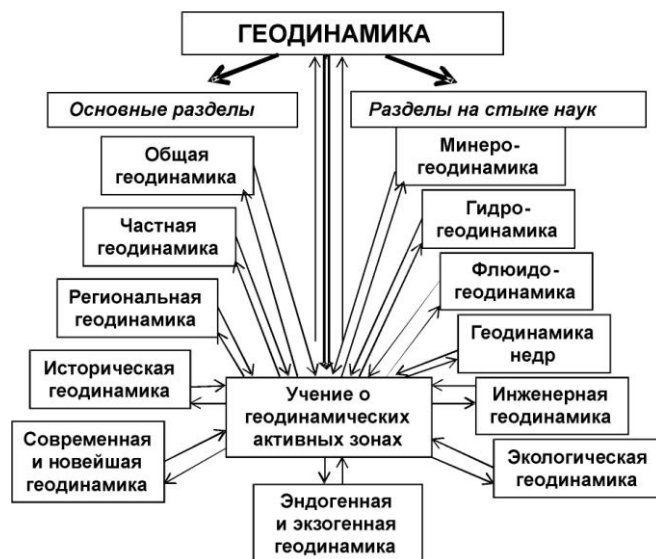 ГЕОДИНАМИКА
Основные разделы
Разделы на стыке наук
Общая
геодинамика
Частная
геодинамика
Региональная
геодинамика
Историческая
геодинамика
Современная
и новейшая
геодинамика
Минеро-
геодинамика
Гидро-
геодинамика
Флюидо-
геодинамика
Геодинамика
недр
Инженерная
геодинамика
Экологическая
геодинамика
Учение о
геодинамических
активных зонах
Эндогенная
и экзогенная
геодинамика